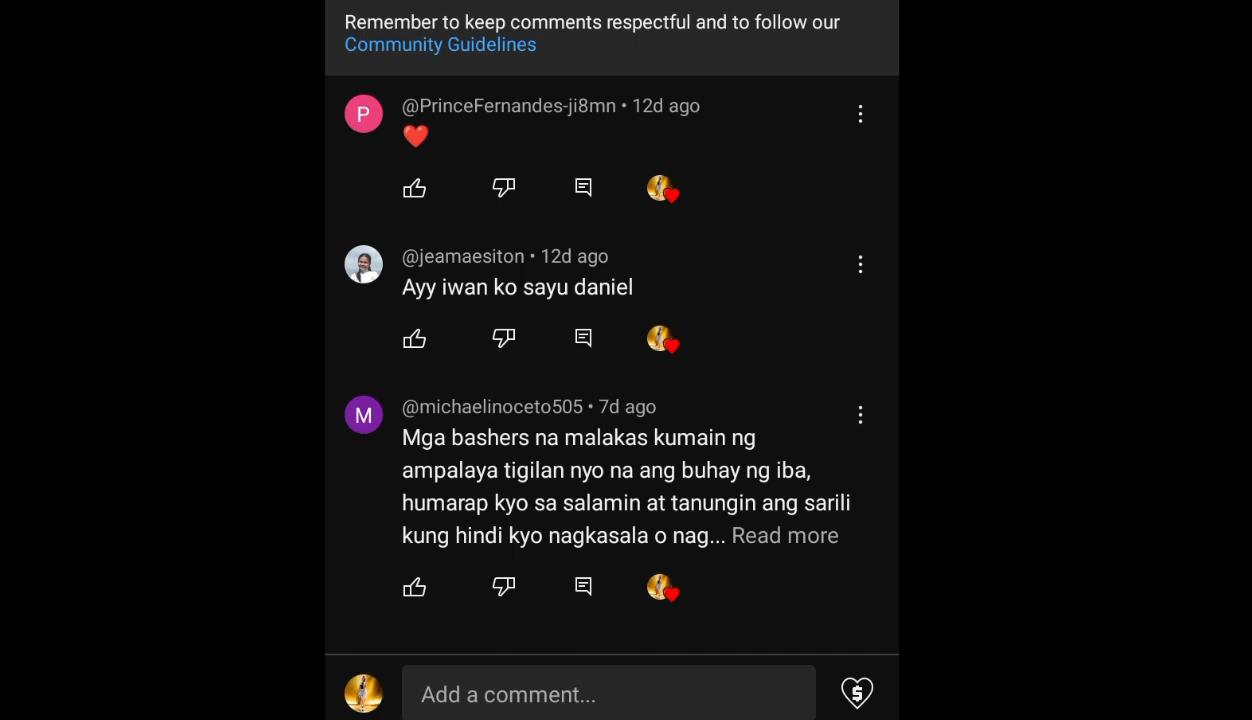 Remember to keep comments respectful and to follow our
Community Guidelines
P
@PrinceFernandes-ji8mn • 12d ago
❤️
@jeamaesiton • 12d ago
Ayy iwan ko sayu daniel
M
@michaelinoceto505 • 7d ago
Mga bashers na malakas kumain ng
ampalaya tigilan nyo na ang buhay ng iba,
humarap kyo sa salamin at tanungin ang sarili
kung hindi kyo nagkasala o nag... Read more
Add a comment...
$